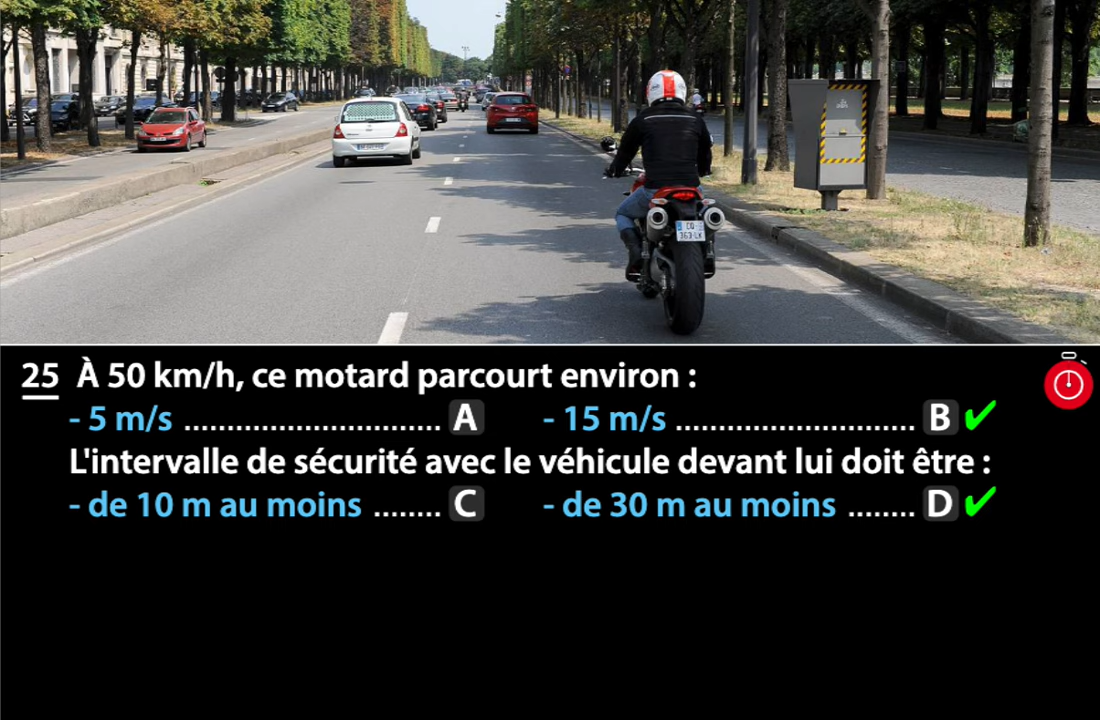 25 À 50 km/h, ce motard parcourt environ :
- 5 m/s ............................ A - 15 m/s .......................... B ✔
L'intervalle de sécurité avec le véhicule devant lui doit être :
- de 10 m au moins ........ C - de 30 m au moins ........ D ✔